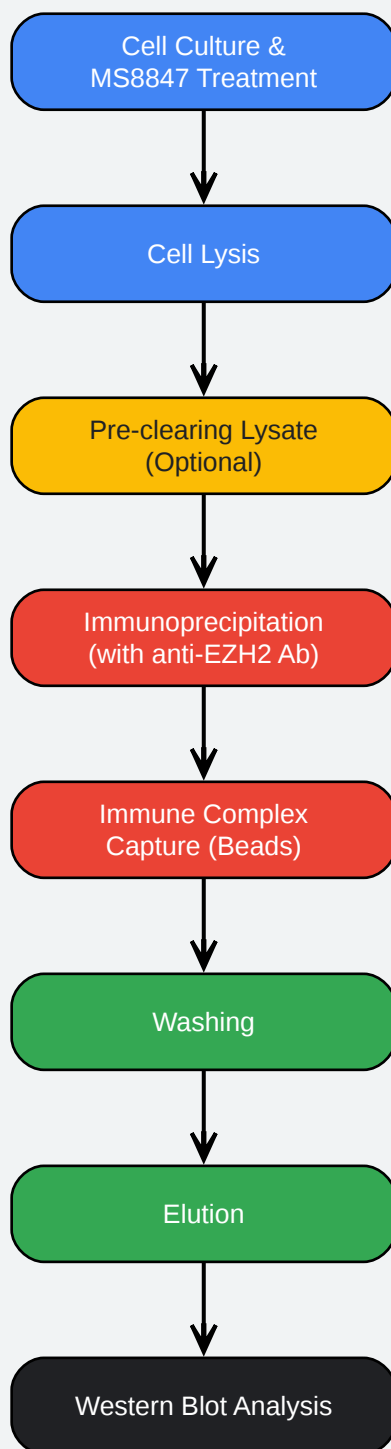 Cell Culture &
MS8847 Treatment
Cell Lysis
Pre-clearing Lysate
(Optional)
Immunoprecipitation
(with anti-EZH2 Ab)
Immune Complex
Capture (Beads)
Washing
Elution
Western Blot Analysis